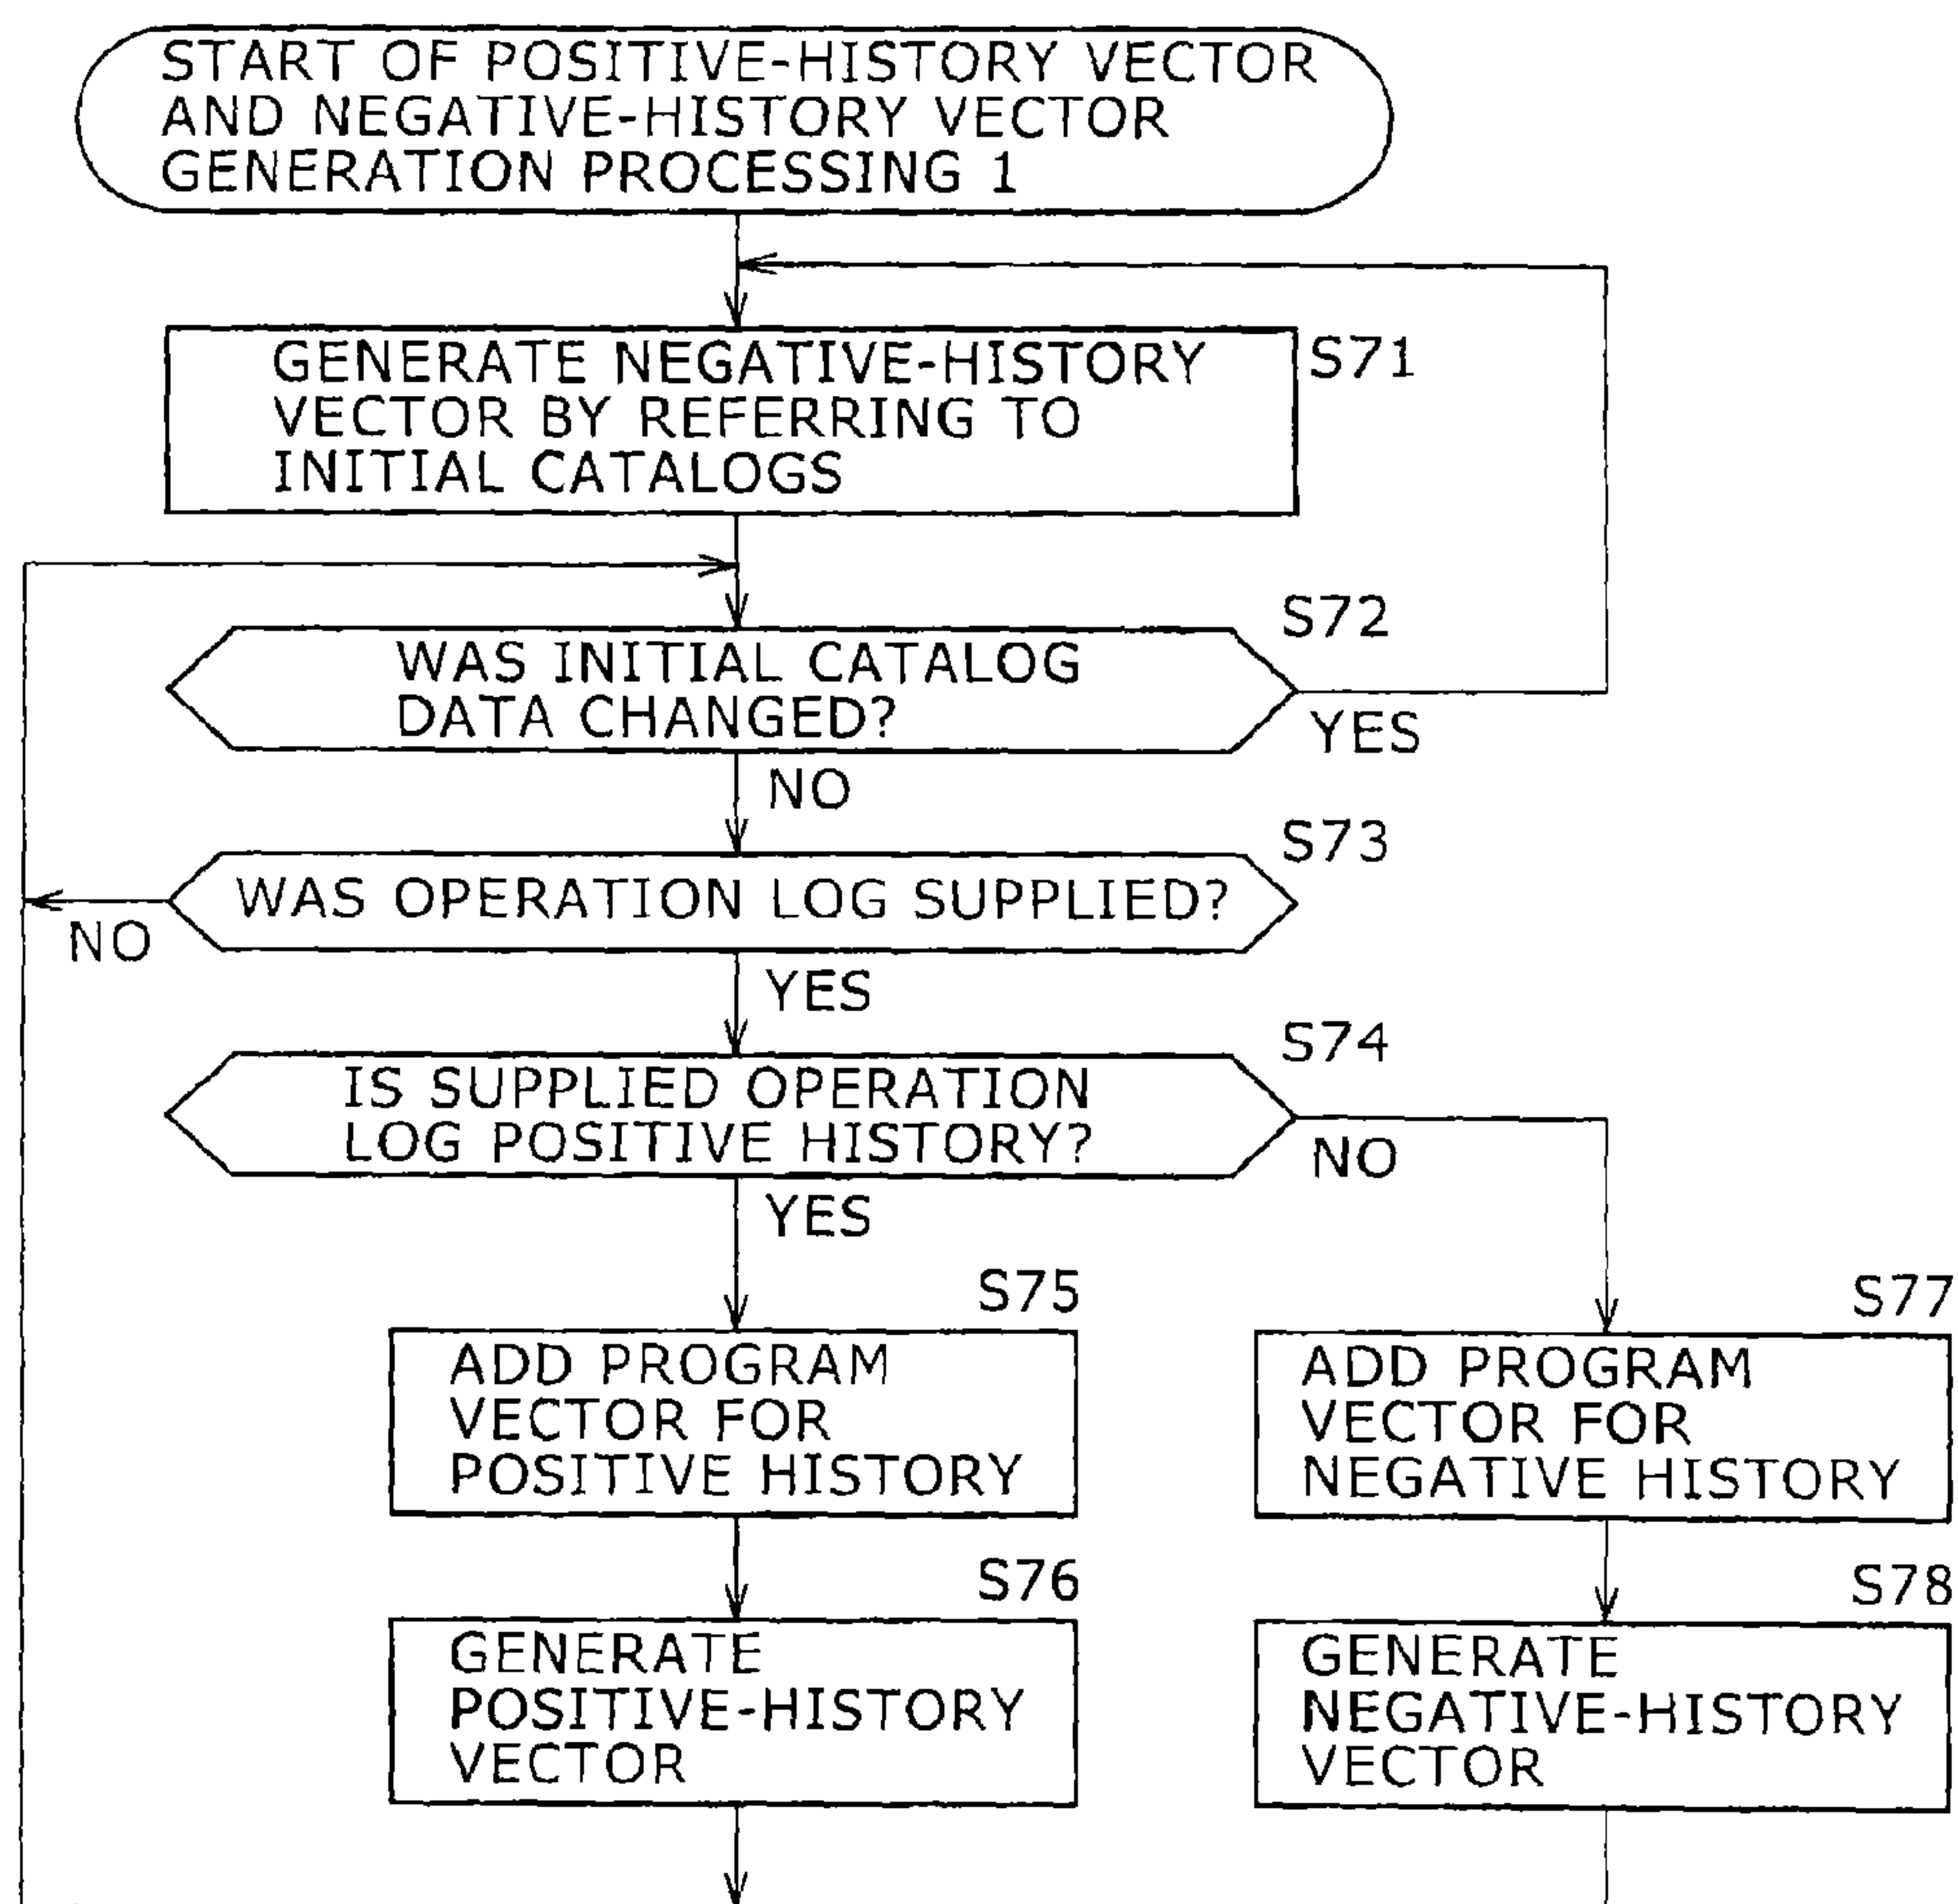 START OF POSITIVE-HISTORY VECTOR
AND NEGATIVE-HISTORY VECTOR
GENERATION PROCESSING 1
GENERATE NEGATIVE-HISTORY
VECTOR BY REFERRING TO
INITIAL CATALOGS
S71
S72
WAS INITIAL CATALOG
DATA CHANGED?
YES
NO
S73
WAS OPERATION LOG SUPPLIED?
NO
YES
S74
IS SUPPLIED OPERATION
LOG POSITIVE HISTORY?
NO
YES
S75
ADD PROGRAM
VECTOR FOR
POSITIVE HISTORY
S77
ADD PROGRAM
VECTOR FOR
NEGATIVE HISTORY
S76
GENERATE
POSITIVE-HISTORY
VECTOR
S78
GENERATE
NEGATIVE-HISTORY
VECTOR